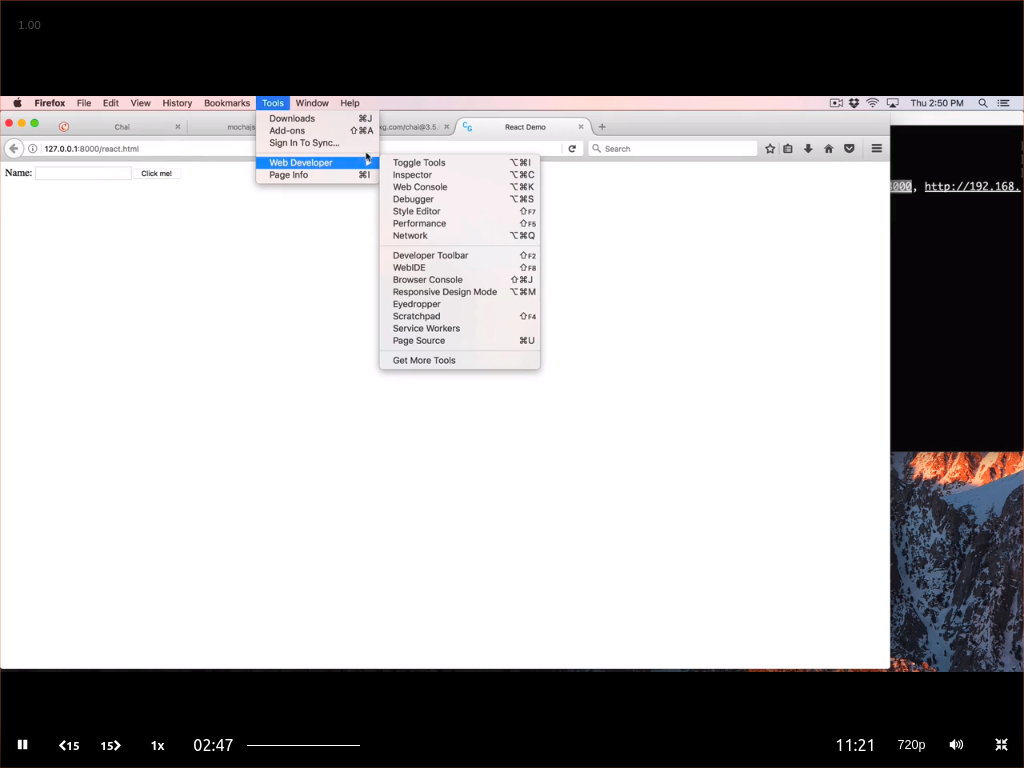 1.00
Firefox File Edit View History Bookmarks Tools Window Help Thu 2:50 PM
Downloads ⌘J
Add-ons ⇧⌘A
Sign In To Sync...
Web Developer
Page Info ⌘I
Chai
mochajs
kg.com/chai@3.5.
React Demo
127.0.0.1:8000/react.html
Search
Name: Click me!
Toggle Tools ⌥⌘I
Inspector ⌥⌘C
Web Console ⌥⌘K
Debugger ⌥⌘S
Style Editor ⇧F7
Performance ⇧F5
Network ⌥⌘Q
Developer Toolbar ⇧F2
WebIDE ⇧F8
Browser Console ⇧⌘J
Responsive Design Mode ⌥⌘M
Eyedropper
Scratchpad ⇧F4
Service Workers
Page Source ⌘U
Get More Tools
000, http://192.168.
15 15 1x 02:47 11:21 720p